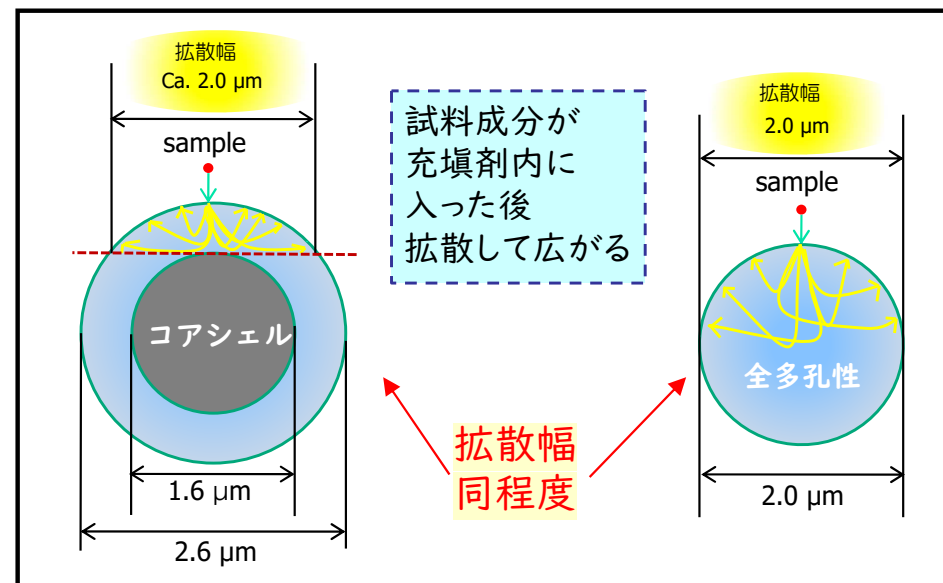 拡散幅
Ca. 2.0 µm
sample
コアシェル
1.6 µm
2.6 µm
試料成分が
充塡剤内に
入った後
拡散して広がる
拡散幅
同程度
拡散幅
2.0 µm
sample
全多孔性
2.0 µm